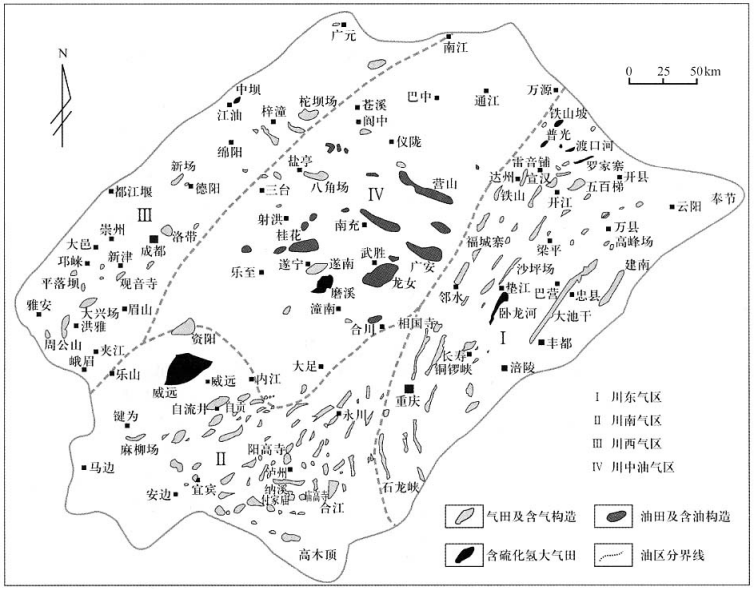 广元
南江
N
0 25 50km
中坝
江油
梓潼
柁坝场
苍溪
阆中
巴中
通江
万源
铁山坡
普光
渡口河
绵阳
仪陇
盐亭
八角场
营山
雷音铺
罗家寨
达州
宣汉
开县
五百梯
铁山
开江
奉节
云阳
新场
德阳
三台
都江堰
Ⅲ
Ⅳ
射洪
桂花
南充
万县
高峰场
崇州
洛带
大邑
成都
福城寨
梁平
建南
邛崃
新津
乐至
遂宁
遂南
武胜
广安
龙女
沙坪场
平落坝
观音寺
磨溪
邻水
垫江
巴营
忠县
雅安
大兴场
眉山
潼南
卧龙河
大池干
洪雅
周公山
资阳
合川
相国寺
Ⅰ
夹江
峨眉
长寿
铜锣峡
丰都
乐山
威远
威远
内江
大足
涪陵
重庆
自流井
自贡
永川
犍为
麻柳场
Ⅱ
阳高寺
泸州
马边
安边
宜宾
纳溪
付家庙
庙高寺
合江
石龙峡
高木顶
Ⅰ 川东气区
Ⅱ 川南气区
Ⅲ 川西气区
Ⅳ 川中油气区
气田及含气构造
油田及含油构造
含硫化氢大气田
油区分界线